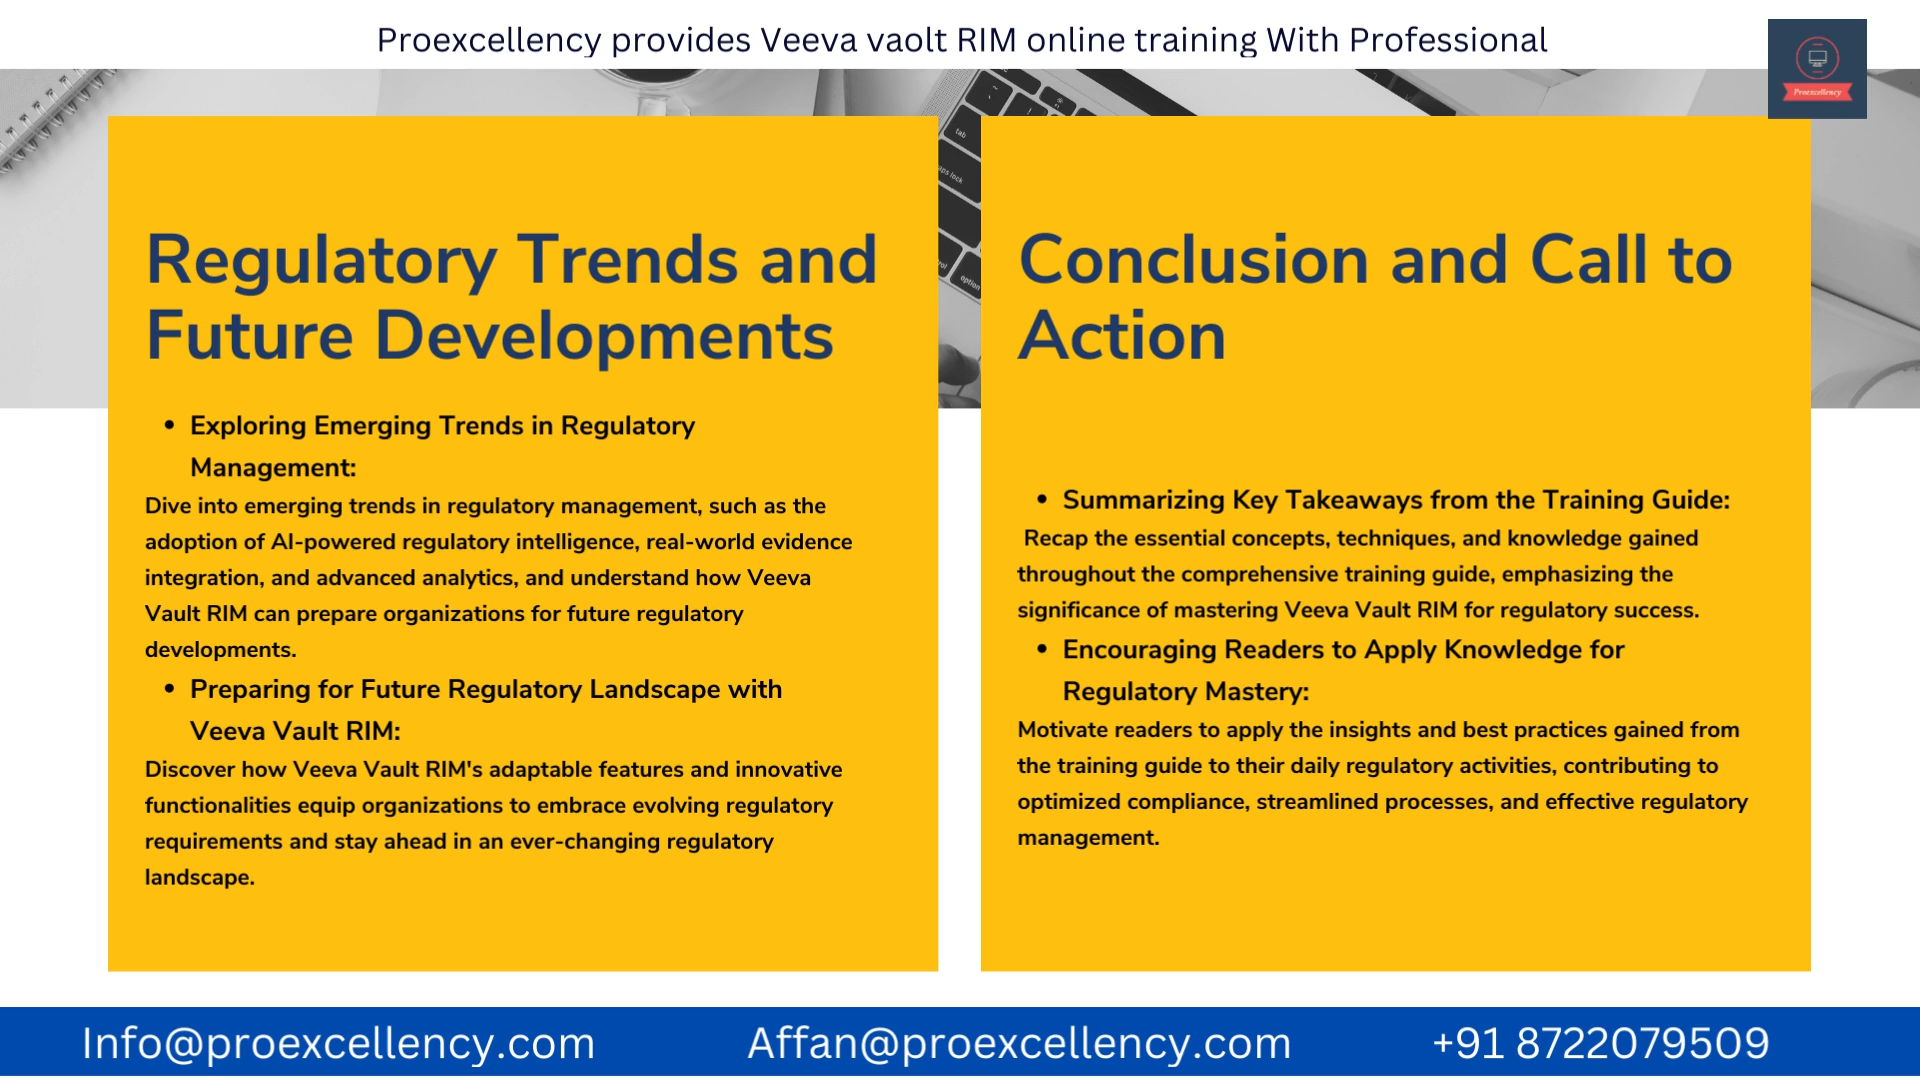 Proexcellency provides Veeva vaolt RIM online training With Professional
Proexcellency
tab
caps lock
option
Regulatory Trends and
Future Developments
• Exploring Emerging Trends in Regulatory
Management:
Dive into emerging trends in regulatory management, such as the
adoption of AI-powered regulatory intelligence, real-world evidence
integration, and advanced analytics, and understand how Veeva
Vault RIM can prepare organizations for future regulatory
developments.
• Preparing for Future Regulatory Landscape with
Veeva Vault RIM:
Discover how Veeva Vault RIM's adaptable features and innovative
functionalities equip organizations to embrace evolving regulatory
requirements and stay ahead in an ever-changing regulatory
landscape.
Conclusion and Call to
Action
• Summarizing Key Takeaways from the Training Guide:
Recap the essential concepts, techniques, and knowledge gained
throughout the comprehensive training guide, emphasizing the
significance of mastering Veeva Vault RIM for regulatory success.
• Encouraging Readers to Apply Knowledge for
Regulatory Mastery:
Motivate readers to apply the insights and best practices gained from
the training guide to their daily regulatory activities, contributing to
optimized compliance, streamlined processes, and effective regulatory
management.
Info@proexcellency.com
Affan@proexcellency.com
+91 8722079509